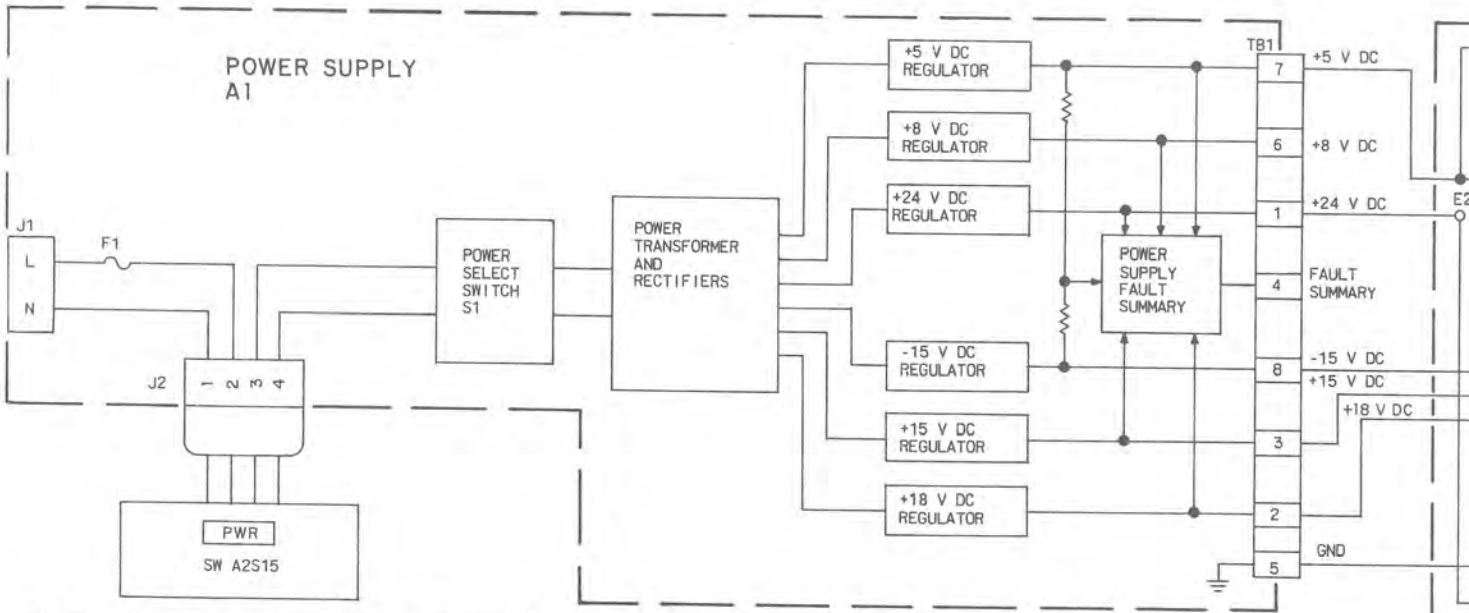 POWER SUPPLY
A1
J1
L
N
F1
J2
1 2 3 4
PWR
SW A2S15
POWER
SELECT
SWITCH
S1
POWER
TRANSFORMER
AND
RECTIFIERS
+5 V DC
REGULATOR
+8 V DC
REGULATOR
+24 V DC
REGULATOR
-15 V DC
REGULATOR
+15 V DC
REGULATOR
+18 V DC
REGULATOR
POWER
SUPPLY
FAULT
SUMMARY
TB1
7
+5 V DC
6
+8 V DC
1
+24 V DC
4
FAULT
SUMMARY
8
-15 V DC
+15 V DC
+18 V DC
3
2
GND
5
E2